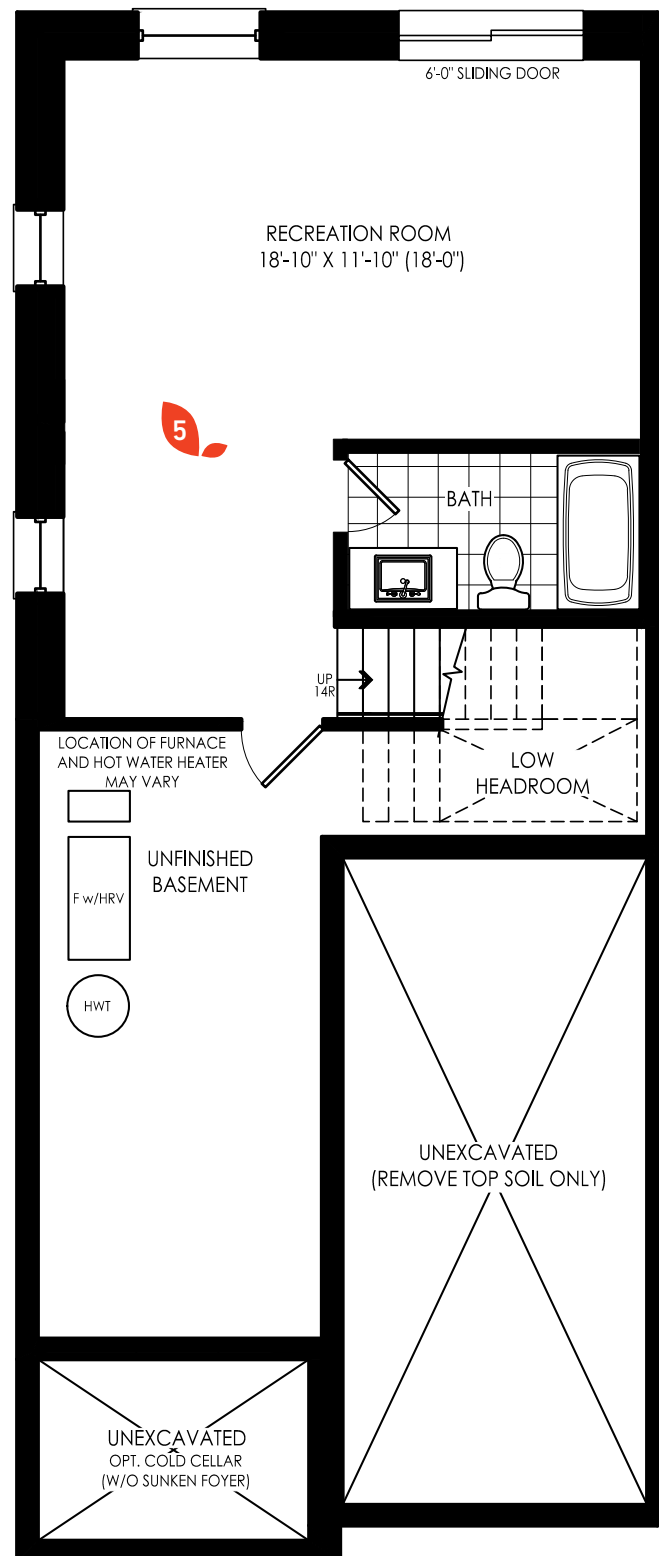 6'-0" SLIDING DOOR
RECREATION ROOM
18'-10" X 11'-10" (18'-0")
5
BATH
UP
14R
LOCATION OF FURNACE
AND HOT WATER HEATER
MAY VARY
LOW
HEADROOM
UNFINISHED
BASEMENT
F w/HRV
HWT
UNEXCAVATED
(REMOVE TOP SOIL ONLY)
UNEXCAVATED
OPT. COLD CELLAR
(W/O SUNKEN FOYER)